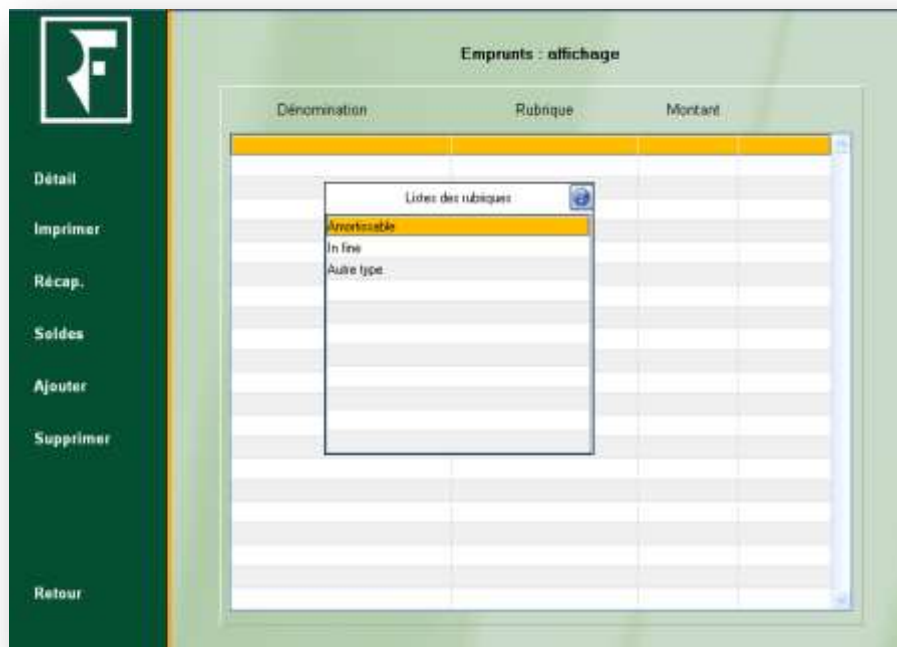 Emprunts : affichage
Dénomination Rubrique Montant
Listes des rubriques
Amortissable
In fine
Autre type
Détail
Imprimer
Récap.
Soldes
Ajouter
Supprimer
Retour